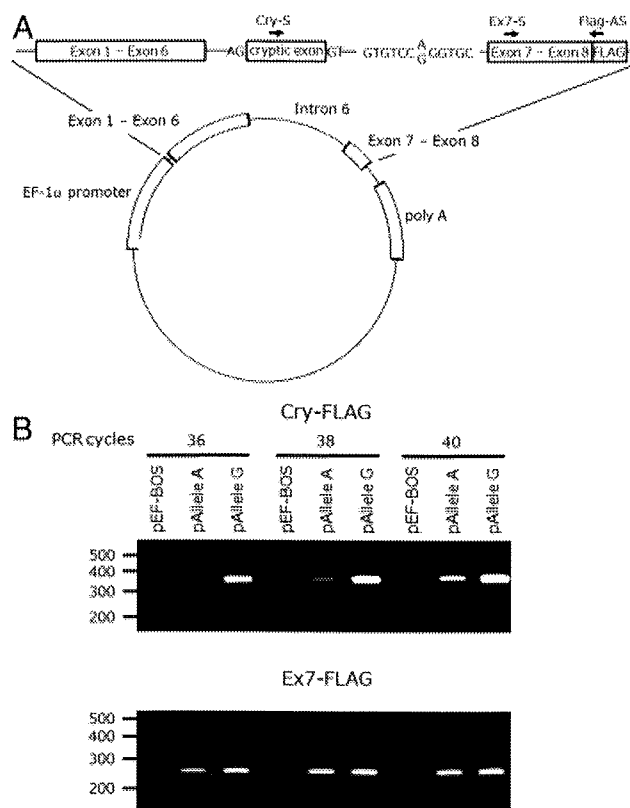 A
Cry-S
Ex7-S
Flag-AS
Exon 1 - Exon 6
AG
cryptic exon
GT
GTGTCC
A
G
GGTGC
Exon 7 - Exon 8
FLAG
Exon 1 - Exon 6
Intron 6
Exon 7 - Exon 8
EF-1α promoter
poly A
B
Cry-FLAG
PCR cycles
36
38
40
pEF-BOS
pAllele A
pAllele G
pEF-BOS
pAllele A
pAllele G
pEF-BOS
pAllele A
pAllele G
500
400
300
200
Ex7-FLAG
500
400
300
200